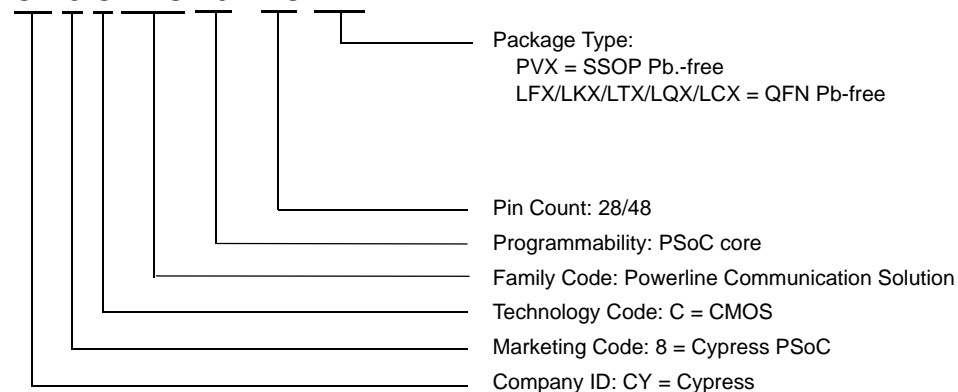 Package Type:
PVX = SSOP Pb.-free
LFX/LKX/LTX/LQX/LCX = QFN Pb-free
Pin Count: 28/48
Programmability: PSoC core
Family Code: Powerline Communication Solution
Technology Code: C = CMOS
Marketing Code: 8 = Cypress PSoC
Company ID: CY = Cypress